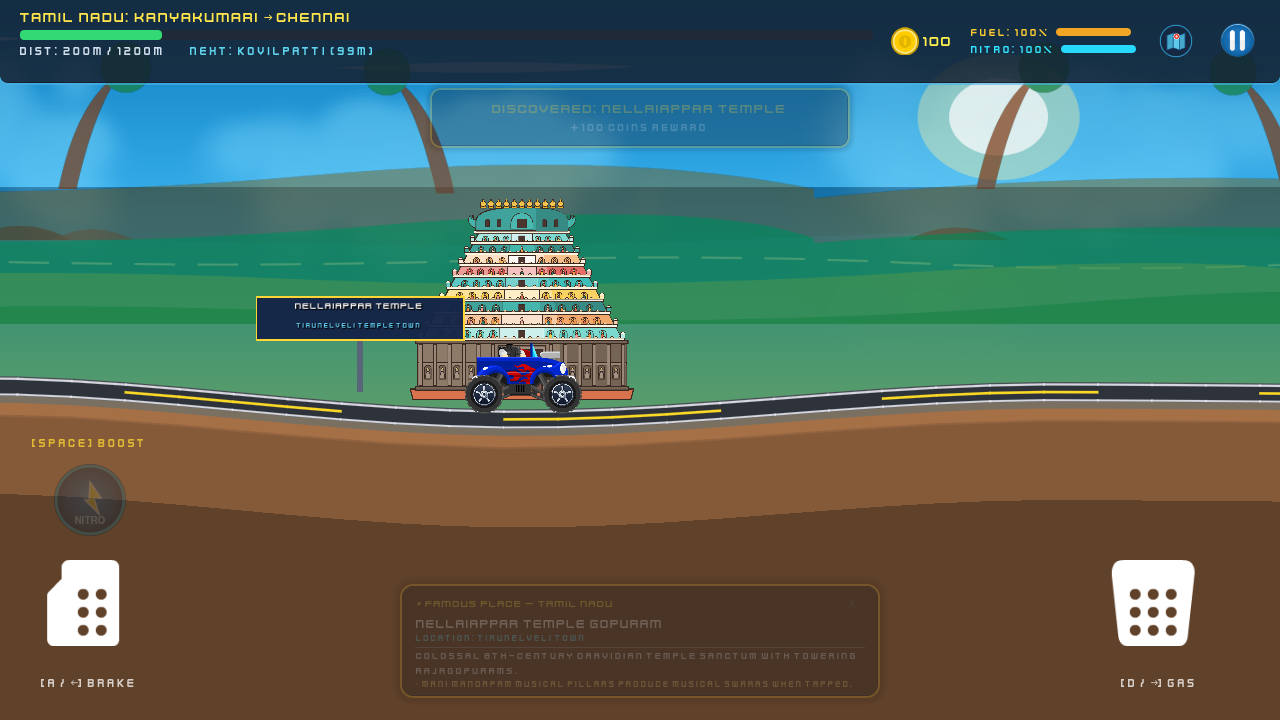 TAMIL NADU: KANYAKUMARI → CHENNAI
DIST: 200M / 1200M
NEXT: KOVILPATTI (99M)
100
FUEL: 100%
NITRO: 100%
DISCOVERED: NELLAIAPPAR TEMPLE
+100 COINS REWARD
NELLAIAPPAR TEMPLE
TIRUNELVELI TEMPLE TOWN
[SPACE] BOOST
NITRO
[A / ←] BRAKE
✦ FAMOUS PLACE — TAMIL NADU
X
NELLAIAPPAR TEMPLE GOPURAM
LOCATION: TIRUNELVELI TOWN
COLOSSAL 8TH-CENTURY DRAVIDIAN TEMPLE SANCTUM WITH TOWERING
RAJAGOPURAMS.
· MANI MANDAPAM MUSICAL PILLARS PRODUCE MUSICAL SWARAS WHEN TAPPED.
[D / →] GAS